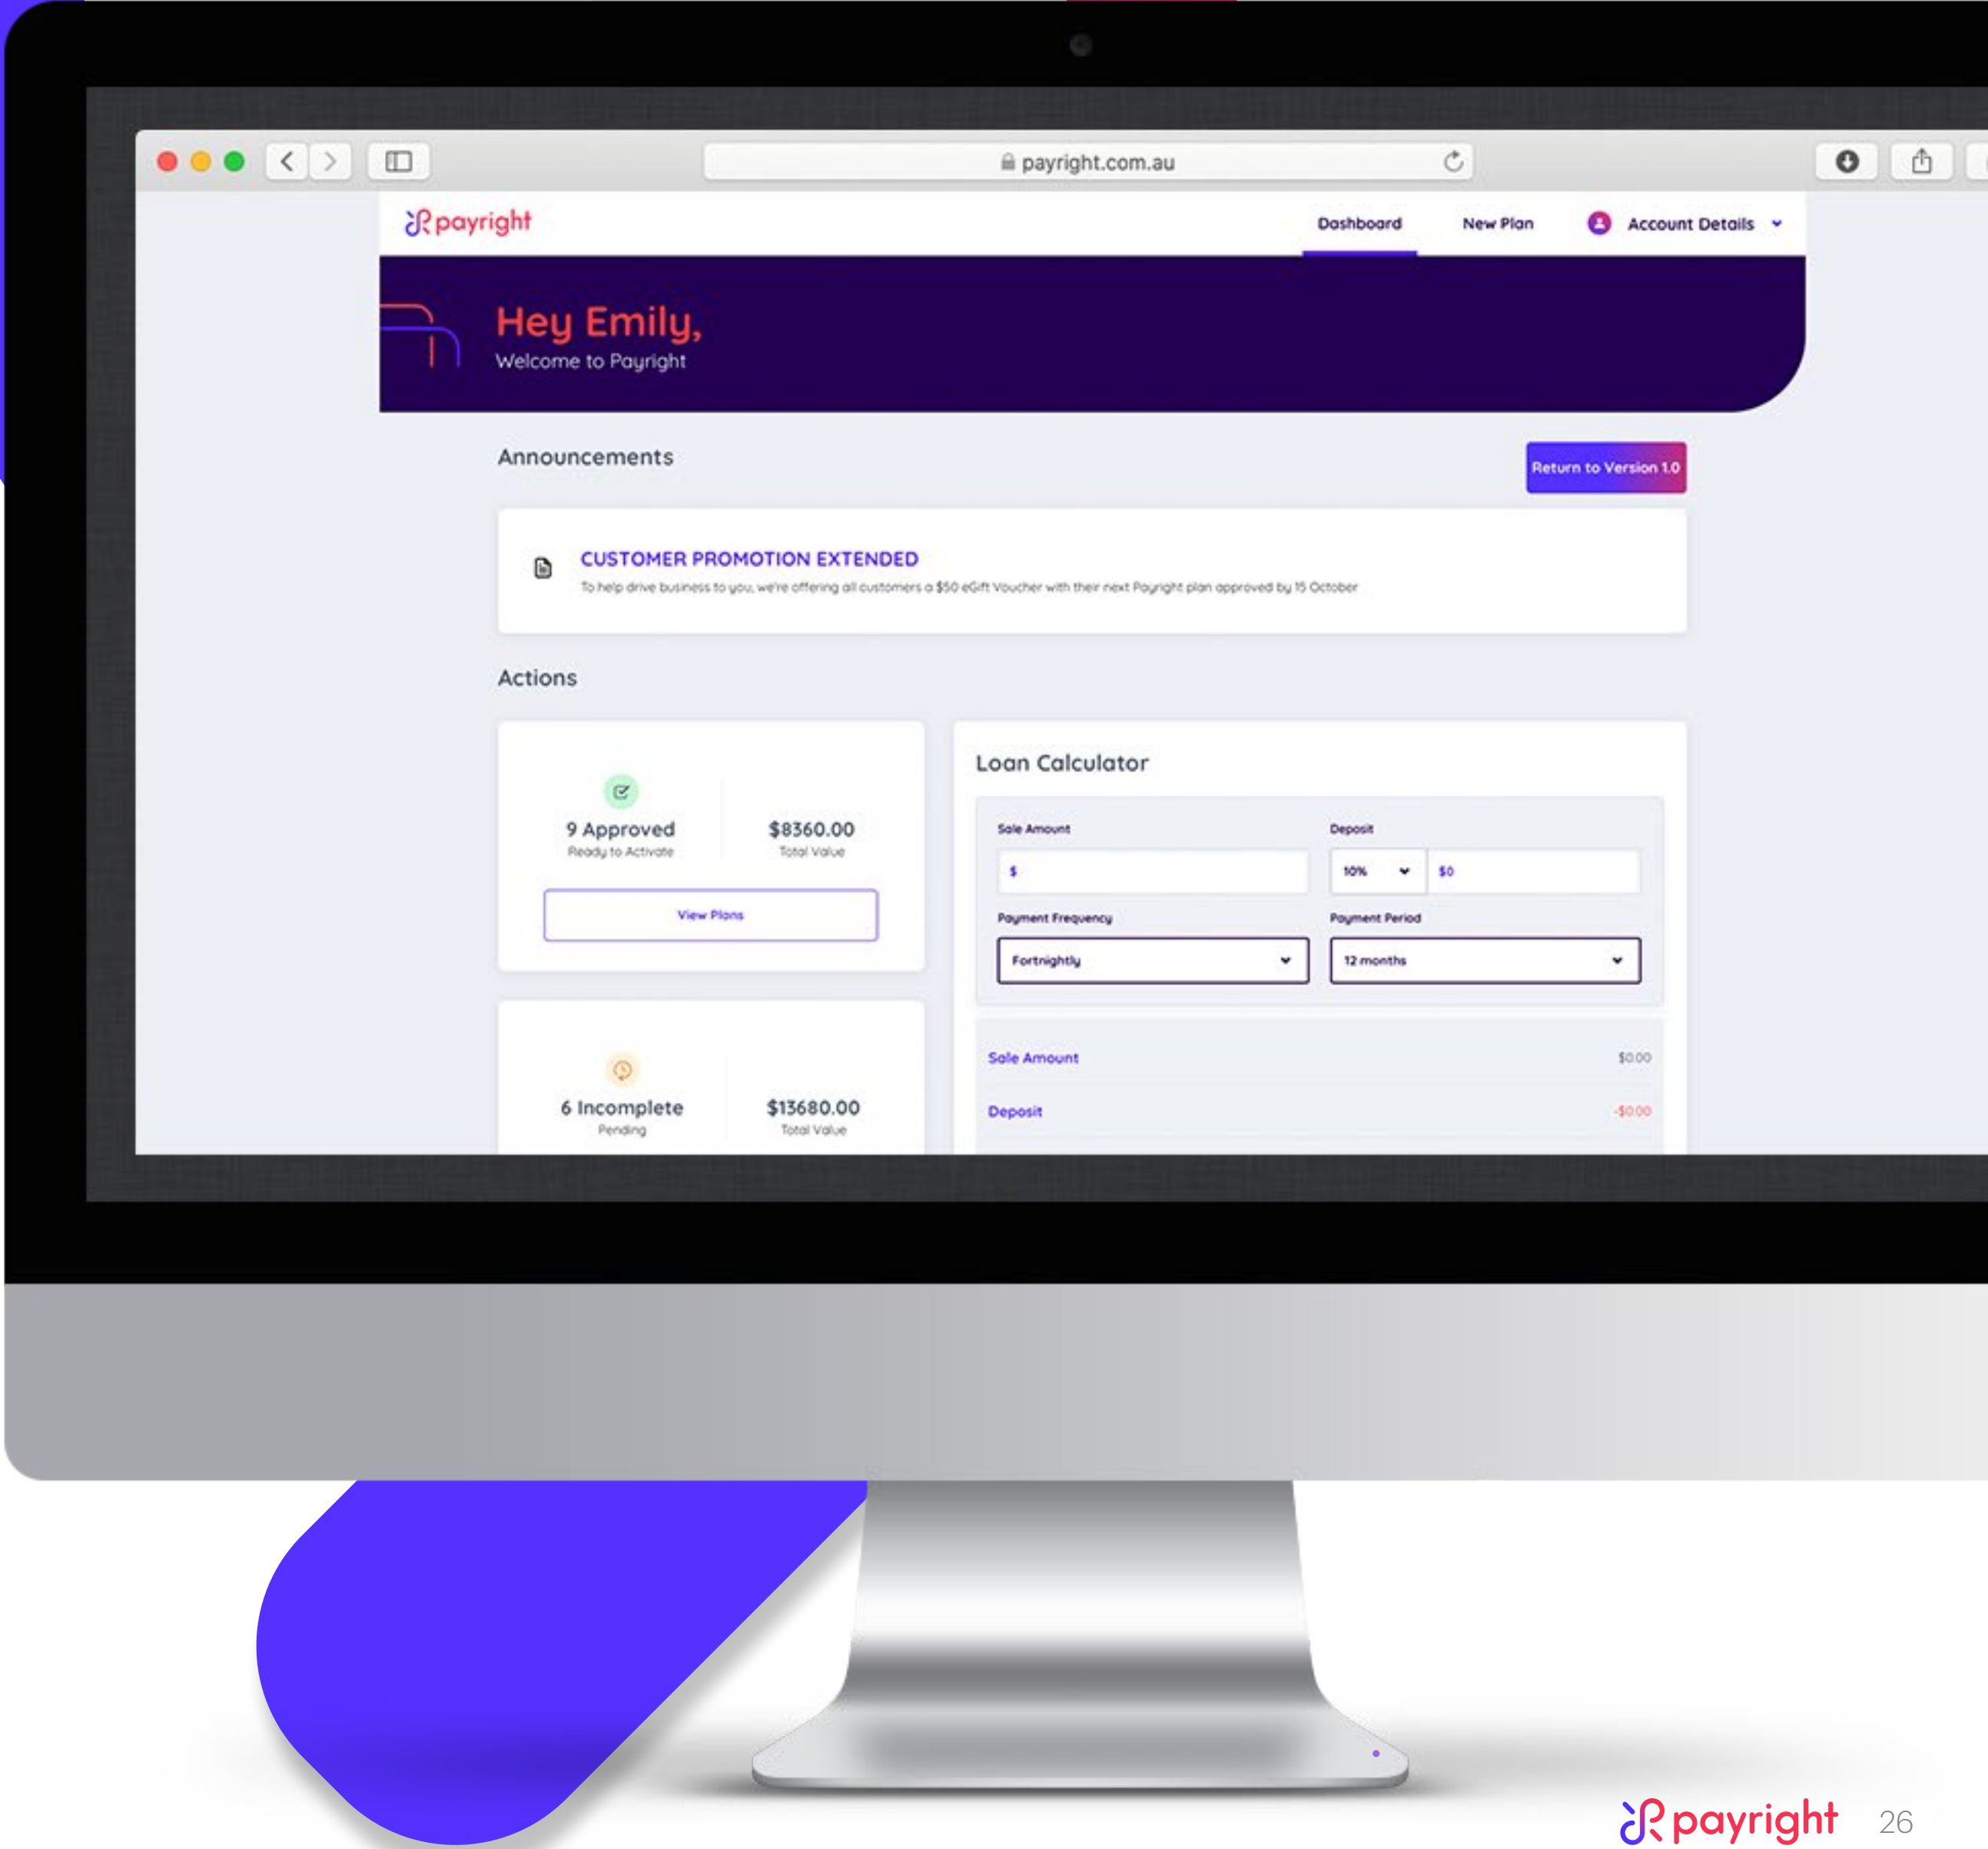 payright.com.au
payright
Dashboard
New Plan
Account Details
Hey Emily,
Welcome to Payright
Announcements
Return to Version 1.0
CUSTOMER PROMOTION EXTENDED
To help drive business to you, we're offering all customers a $50 eGift Voucher with their next Payright plan approved by 15 October
Actions
9 Approved
Ready to Activate
$8360.00
Total Value
View Plans
6 Incomplete
Pending
$13680.00
Total Value
Loan Calculator
Sale Amount
Deposit
$
10%
$0
Payment Frequency
Payment Period
Fortnightly
12 months
Sale Amount
$0.00
Deposit
-$0.00
payright
26